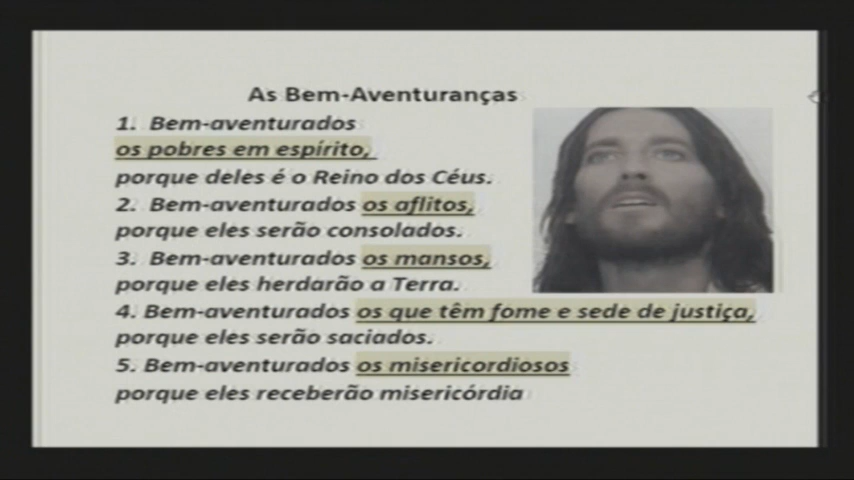 As Bem-Aventuranças
1. Bem-aventurados
os pobres em espírito,
porque deles é o Reino dos Céus.
2. Bem-aventurados os aflitos,
porque eles serão consolados.
3. Bem-aventurados os mansos,
porque eles herdarão a Terra.
4. Bem-aventurados os que têm fome e sede de justiça,
porque eles serão saciados.
5. Bem-aventurados os misericordiosos
porque eles receberão misericórdia